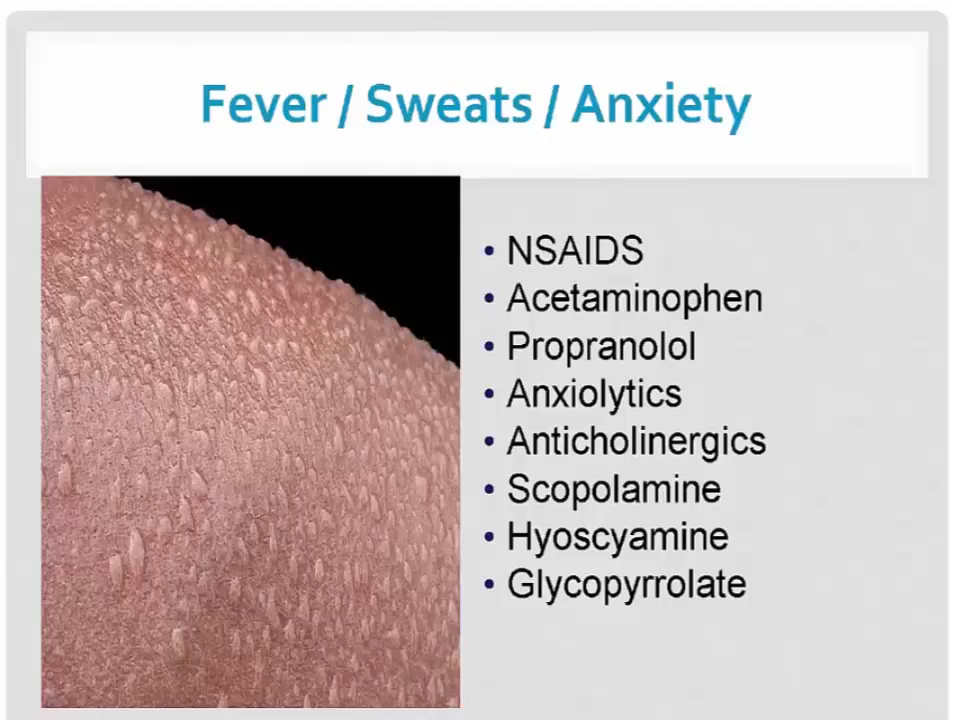 Fever / Sweats / Anxiety
• NSAIDS
• Acetaminophen
• Propranolol
• Anxiolytics
• Anticholinergics
• Scopolamine
• Hyoscyamine
• Glycopyrrolate